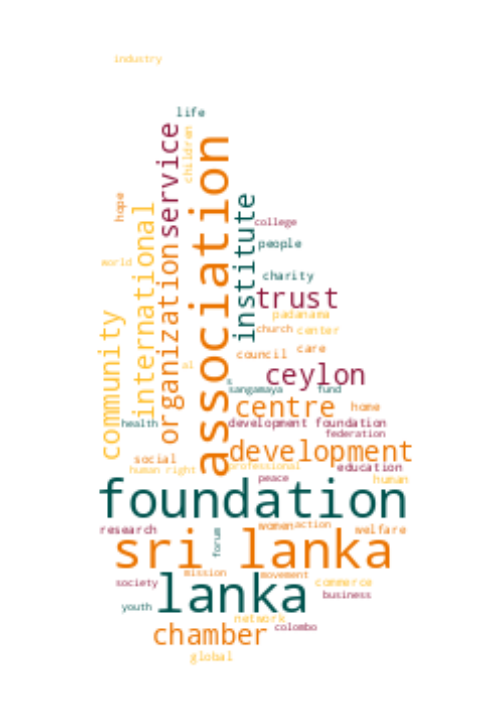 industry
life
service
children
association
hope
international
institute
college
organization
people
world
charity
trust
padanama
community
church
center
care
council
al
ceylon
&
sangamaya
fund
centre
home
health
development foundation
federation
development
social
professional
education
human right
peace
human
foundation
research
women
action
welfare
forum
sri lanka
mission
movement
society
lanka
commerce
business
youth
network
chamber
colombo
global